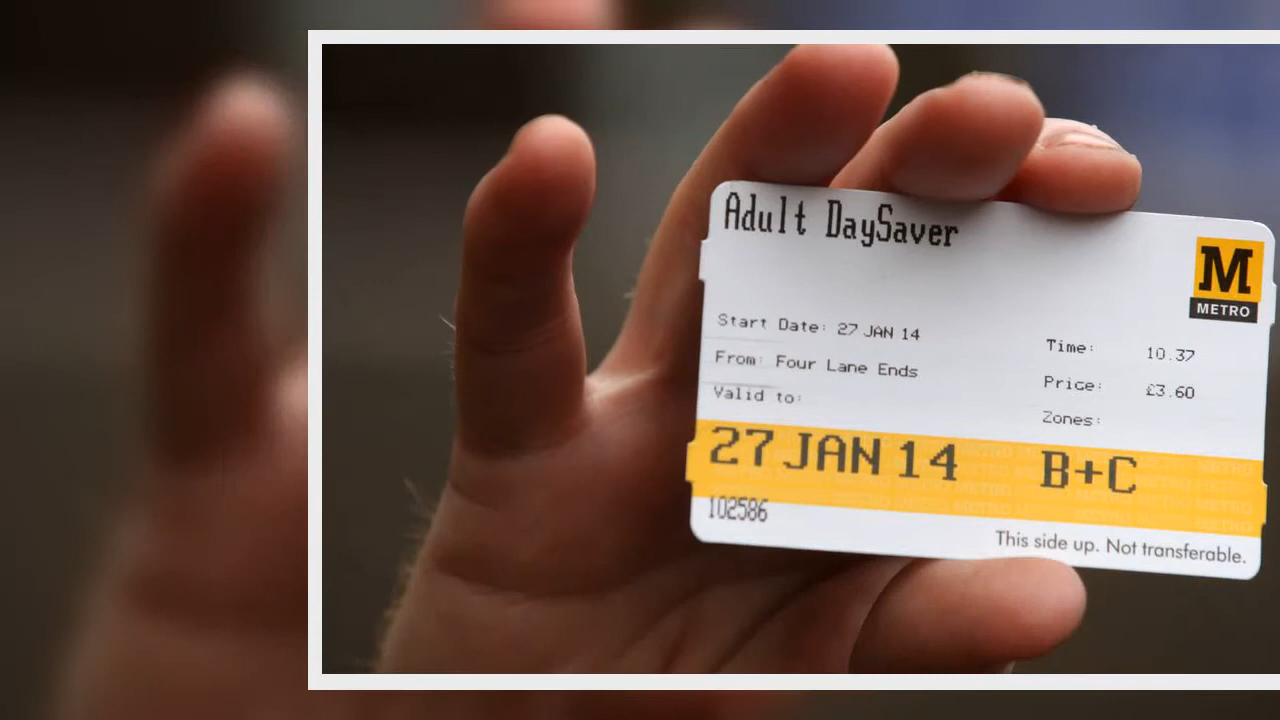 Adult DaySaver
M
METRO
Start Date: 27 JAN 14
Time: 10.37
From: Four Lane Ends
Price: £3.60
Valid to:
Zones:
27 JAN 14 B+C
102586
This side up. Not transferable.